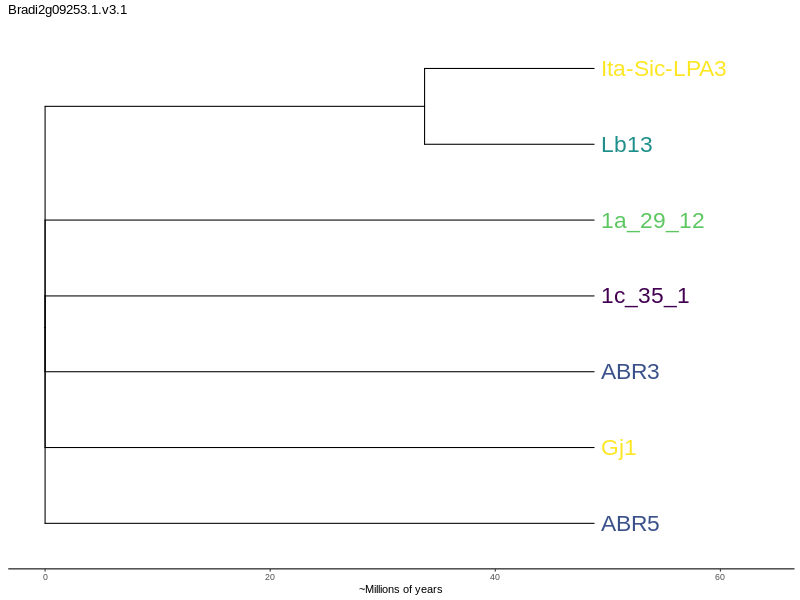 Bradi2g09253.1.v3.1
Ita-Sic-LPA3
Lb13
1a_29_12
1c_35_1
ABR3
Gj1
ABR5
0 20 40 60
~Millions of years